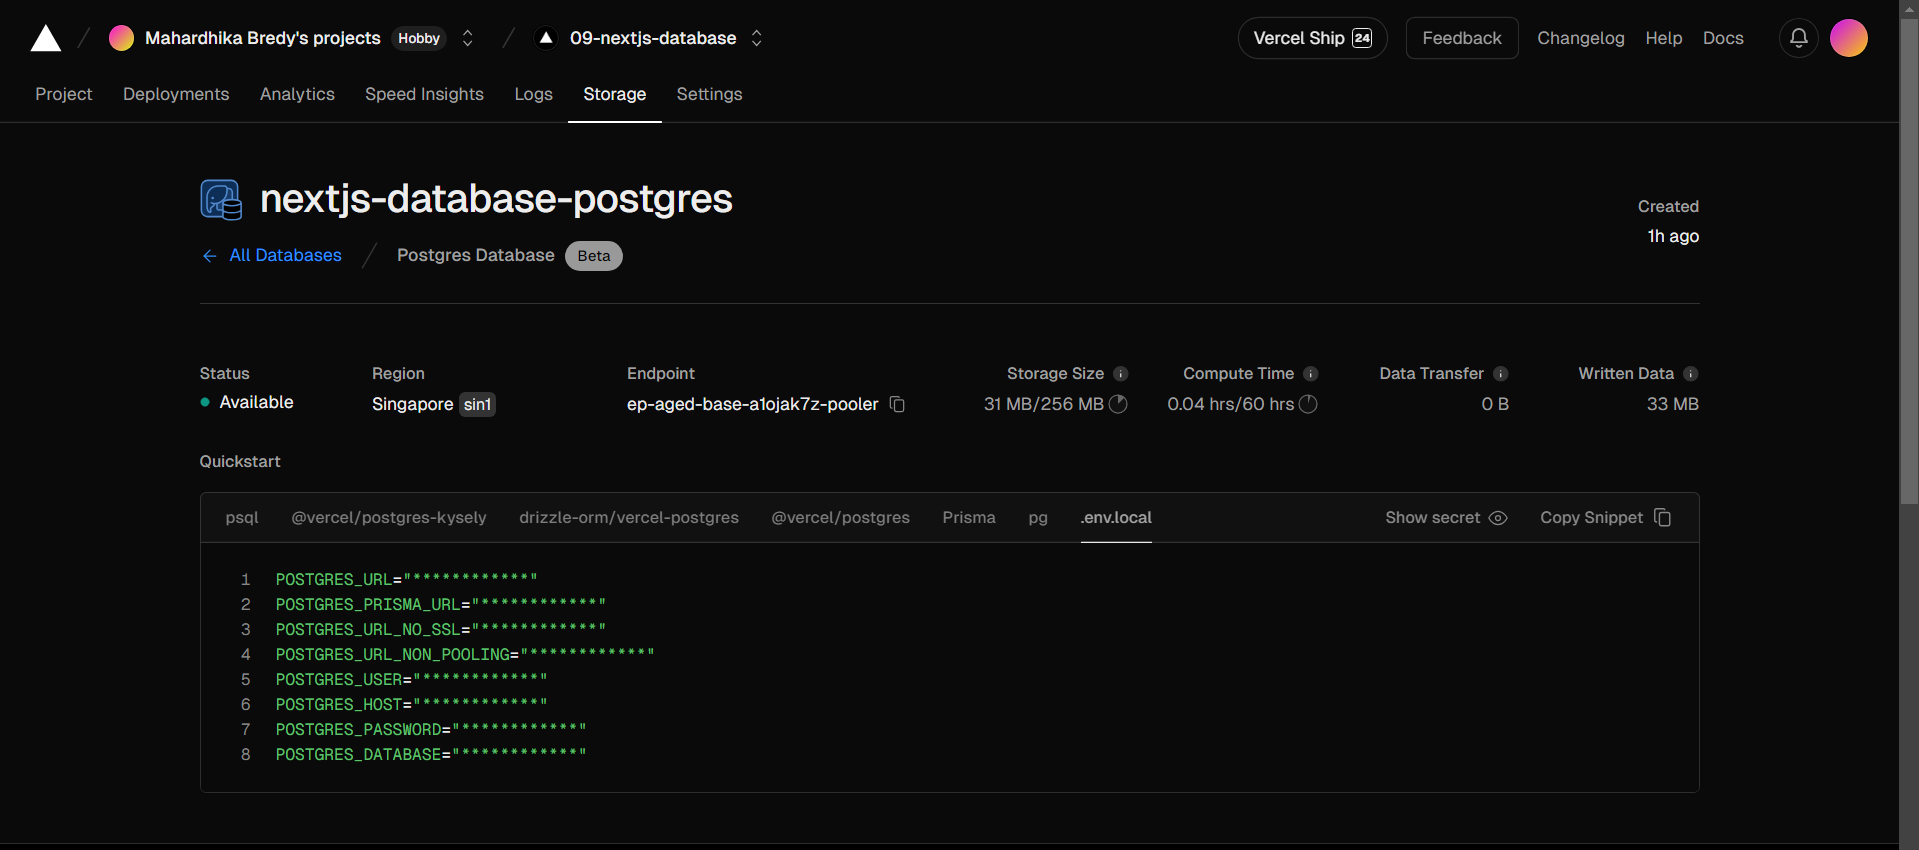 Mahardhika Bredy's projects Hobby 09-nextjs-database Vercel Ship 24 Feedback Changelog Help Docs
Project Deployments Analytics Speed Insights Logs Storage Settings
nextjs-database-postgres
Created
1h ago
← All Databases / Postgres Database Beta
Status
Available
Region
Singapore sin1
Endpoint
ep-aged-base-a1ojak7z-pooler
Storage Size
31 MB/256 MB
Compute Time
0.04 hrs/60 hrs
Data Transfer
0 B
Written Data
33 MB
Quickstart
psql @vercel/postgres-kysely drizzle-orm/vercel-postgres @vercel/postgres Prisma pg .env.local Show secret Copy Snippet
1 POSTGRES_URL="************"
2 POSTGRES_PRISMA_URL="************"
3 POSTGRES_URL_NO_SSL="************"
4 POSTGRES_URL_NON_POOLING="************"
5 POSTGRES_USER="************"
6 POSTGRES_HOST="************"
7 POSTGRES_PASSWORD="************"
8 POSTGRES_DATABASE="************"